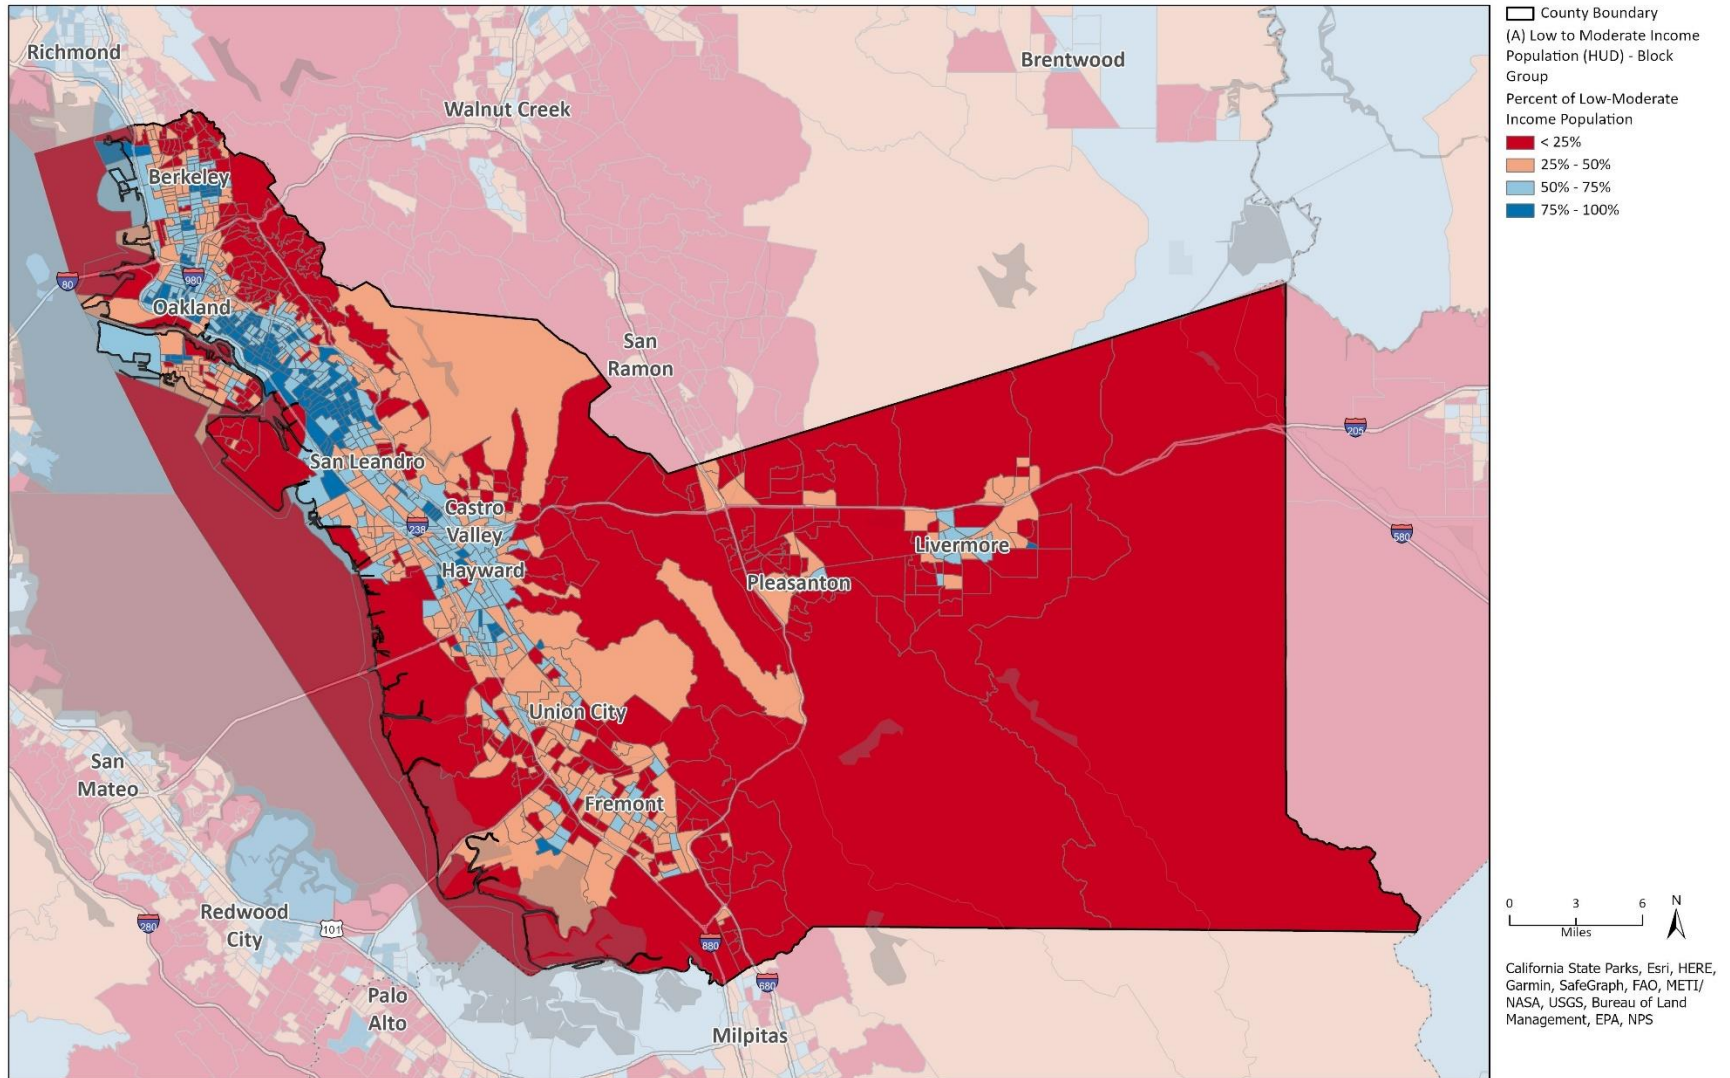 Richmond
Brentwood
Walnut Creek
Berkeley
80
980
Oakland
San
Ramon
205
San Leandro
Castro
Valley
238
580
Livermore
Hayward
Pleasanton
Union City
San
Mateo
Fremont
Redwood
City
280
101
880
680
Palo
Alto
Milpitas
County Boundary
(A) Low to Moderate Income
Population (HUD) - Block
Group
Percent of Low-Moderate
Income Population
< 25%
25% - 50%
50% - 75%
75% - 100%
0 3 6
Miles
N
California State Parks, Esri, HERE,
Garmin, SafeGraph, FAO, METI/
NASA, USGS, Bureau of Land
Management, EPA, NPS